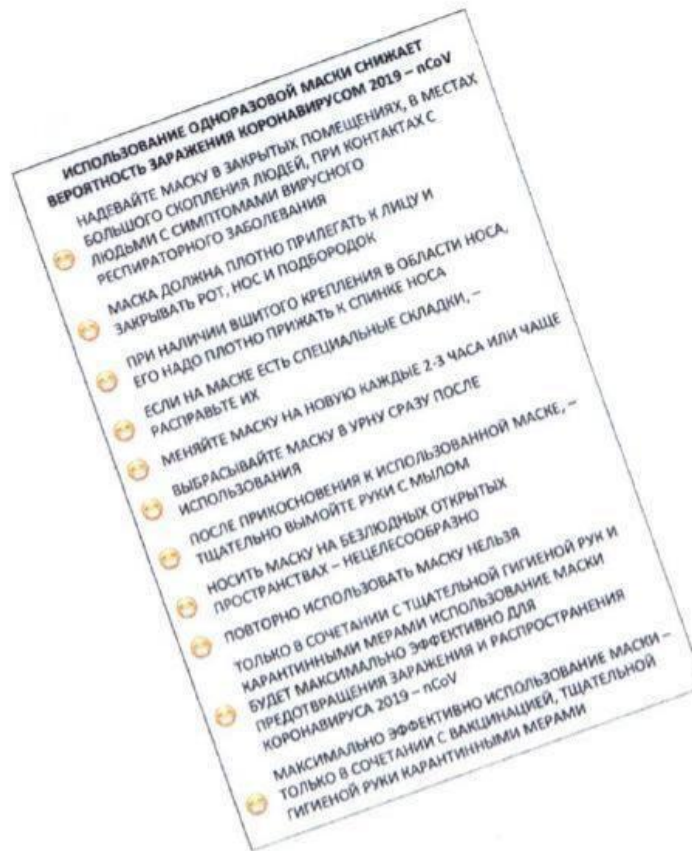 ИСПОЛЬЗОВАНИЕ ОДНОРАЗОВОЙ МАСКИ СНИЖАЕТ
ВЕРОЯТНОСТЬ ЗАРАЖЕНИЯ КОРОНАВИРУСОМ 2019 – nCoV
НАДЕВАЙТЕ МАСКУ В ЗАКРЫТЫХ ПОМЕЩЕНИЯХ, В МЕСТАХ
БОЛЬШОГО СКОПЛЕНИЯ ЛЮДЕЙ, ПРИ КОНТАКТАХ С
ЛЮДЬМИ С СИМПТОМАМИ ВИРУСНОГО
РЕСПИРАТОРНОГО ЗАБОЛЕВАНИЯ
МАСКА ДОЛЖНА ПЛОТНО ПРИЛЕГАТЬ К ЛИЦУ И
ЗАКРЫВАТЬ РОТ, НОС И ПОДБОРОДОК
ПРИ НАЛИЧИИ ВШИТОГО КРЕПЛЕНИЯ В ОБЛАСТИ НОСА,
ЕГО НАДО ПЛОТНО ПРИЖАТЬ К СПИНКЕ НОСА
ЕСЛИ НА МАСКЕ ЕСТЬ СПЕЦИАЛЬНЫЕ СКЛАДКИ, –
РАСПРАВЬТЕ ИХ
МЕНЯЙТЕ МАСКУ НА НОВУЮ КАЖДЫЕ 2-3 ЧАСА ИЛИ ЧАЩЕ
ВЫБРАСЫВАЙТЕ МАСКУ В УРНУ СРАЗУ ПОСЛЕ
ИСПОЛЬЗОВАНИЯ
ПОСЛЕ ПРИКОСНОВЕНИЯ К ИСПОЛЬЗОВАННОЙ МАСКЕ, –
ТЩАТЕЛЬНО ВЫМОЙТЕ РУКИ С МЫЛОМ
НОСИТЬ МАСКУ НА БЕЗЛЮДНЫХ ОТКРЫТЫХ
ПРОСТРАНСТВАХ – НЕЦЕЛЕСООБРАЗНО
ПОВТОРНО ИСПОЛЬЗОВАТЬ МАСКУ НЕЛЬЗЯ
ТОЛЬКО В СОЧЕТАНИИ С ТЩАТЕЛЬНОЙ ГИГИЕНОЙ РУК И
КАРАНТИННЫМИ МЕРАМИ ИСПОЛЬЗОВАНИЕ МАСКИ
БУДЕТ МАКСИМАЛЬНО ЭФФЕКТИВНО ДЛЯ
ПРЕДОТВРАЩЕНИЯ ЗАРАЖЕНИЯ И РАСПРОСТРАНЕНИЯ
КОРОНАВИРУСА 2019 – nCoV
МАКСИМАЛЬНО ЭФФЕКТИВНО ИСПОЛЬЗОВАНИЕ МАСКИ –
ТОЛЬКО В СОЧЕТАНИИ С ВАКЦИНАЦИЕЙ, ТЩАТЕЛЬНОЙ
ГИГИЕНОЙ РУКИ КАРАНТИННЫМИ МЕРАМИ